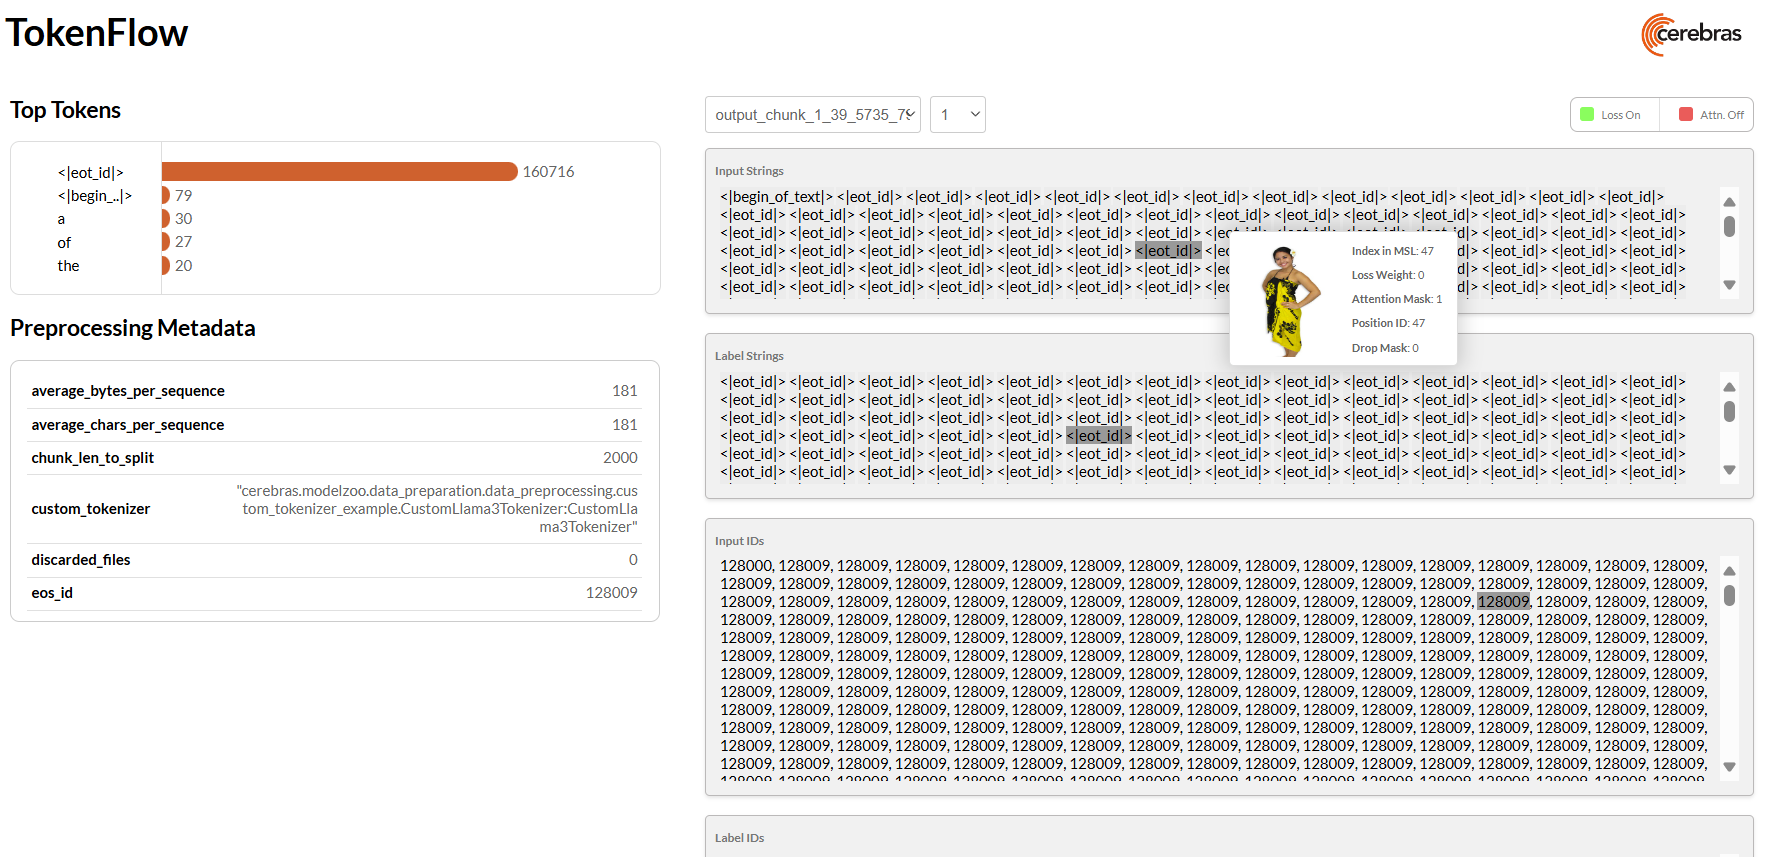 TokenFlow
cerebras
Top Tokens
<|eot_id|> 160716
<|begin_..|> 79
a 30
of 27
the 20
Preprocessing Metadata
average_bytes_per_sequence 181
average_chars_per_sequence 181
chunk_len_to_split 2000
custom_tokenizer "cerebras.modelzoo.data_preparation.data_preprocessing.cus
tom_tokenizer_example.CustomLlama3Tokenizer:CustomLla
ma3Tokenizer"
discarded_files 0
eos_id 128009
output_chunk_1_39_5735_79 1
Loss On Attn. Off
Input Strings
<|begin_of_text|> <|eot_id|> <|eot_id|> <|eot_id|> <|eot_id|> <|eot_id|> <|eot_id|> <|eot_id|> <|eot_id|> <|eot_id|> <|eot_id|> <|eot_id|> <|eot_id|>
<|eot_id|> <|eot_id|> <|eot_id|> <|eot_id|> <|eot_id|> <|eot_id|> <|eot_id|> <|eot_id|> <|eot_id|> <|eot_id|> <|eot_id|> <|eot_id|> <|eot_id|> <|eot_id|>
<|eot_id|> <|eot_id|> <|eot_id|> <|eot_id|> <|eot_id|> <|eot_id|> <|eot_id|> <|eot_id|> <|eot_id|> <|eot_id|>
<|eot_id|> <|eot_id|> <|eot_id|> <|eot_id|> <|eot_id|> <|eot_id|> <|eot_id|> <|eot_id|> <|eot_id|> <|eot_id|>
<|eot_id|> <|eot_id|> <|eot_id|> <|eot_id|> <|eot_id|> <|eot_id|> <|eot_id|> <|eot_id|> <|eot_id|> <|eot_id|>
<|eot_id|> <|eot_id|> <|eot_id|> <|eot_id|> <|eot_id|> <|eot_id|> <|eot_id|> <|eot_id|> <|eot_id|> <|eot_id|>
Index in MSL: 47
Loss Weight: 0
Attention Mask: 1
Position ID: 47
Drop Mask: 0
Label Strings
<|eot_id|> <|eot_id|> <|eot_id|> <|eot_id|> <|eot_id|> <|eot_id|> <|eot_id|> <|eot_id|> <|eot_id|> <|eot_id|> <|eot_id|> <|eot_id|> <|eot_id|> <|eot_id|>
<|eot_id|> <|eot_id|> <|eot_id|> <|eot_id|> <|eot_id|> <|eot_id|> <|eot_id|> <|eot_id|> <|eot_id|> <|eot_id|> <|eot_id|> <|eot_id|> <|eot_id|> <|eot_id|>
<|eot_id|> <|eot_id|> <|eot_id|> <|eot_id|> <|eot_id|> <|eot_id|> <|eot_id|> <|eot_id|> <|eot_id|> <|eot_id|> <|eot_id|> <|eot_id|> <|eot_id|> <|eot_id|>
<|eot_id|> <|eot_id|> <|eot_id|> <|eot_id|> <|eot_id|> <|eot_id|> <|eot_id|> <|eot_id|> <|eot_id|> <|eot_id|> <|eot_id|> <|eot_id|> <|eot_id|> <|eot_id|>
<|eot_id|> <|eot_id|> <|eot_id|> <|eot_id|> <|eot_id|> <|eot_id|> <|eot_id|> <|eot_id|> <|eot_id|> <|eot_id|> <|eot_id|> <|eot_id|> <|eot_id|> <|eot_id|>
<|eot_id|> <|eot_id|> <|eot_id|> <|eot_id|> <|eot_id|> <|eot_id|> <|eot_id|> <|eot_id|> <|eot_id|> <|eot_id|> <|eot_id|> <|eot_id|> <|eot_id|> <|eot_id|>
Input IDs
128000, 128009, 128009, 128009, 128009, 128009, 128009, 128009, 128009, 128009, 128009, 128009, 128009, 128009, 128009, 128009, 128009,
128009, 128009, 128009, 128009, 128009, 128009, 128009, 128009, 128009, 128009, 128009, 128009, 128009, 128009, 128009, 128009, 128009,
128009, 128009, 128009, 128009, 128009, 128009, 128009, 128009, 128009, 128009, 128009, 128009, 128009, 128009, 128009, 128009, 128009,
128009, 128009, 128009, 128009, 128009, 128009, 128009, 128009, 128009, 128009, 128009, 128009, 128009, 128009, 128009, 128009, 128009,
128009, 128009, 128009, 128009, 128009, 128009, 128009, 128009, 128009, 128009, 128009, 128009, 128009, 128009, 128009, 128009, 128009,
128009, 128009, 128009, 128009, 128009, 128009, 128009, 128009, 128009, 128009, 128009, 128009, 128009, 128009, 128009, 128009, 128009,
128009, 128009, 128009, 128009, 128009, 128009, 128009, 128009, 128009, 128009, 128009, 128009, 128009, 128009, 128009, 128009, 128009,
128009, 128009, 128009, 128009, 128009, 128009, 128009, 128009, 128009, 128009, 128009, 128009, 128009, 128009, 128009, 128009, 128009,
128009, 128009, 128009, 128009, 128009, 128009, 128009, 128009, 128009, 128009, 128009, 128009, 128009, 128009, 128009, 128009, 128009,
128009, 128009, 128009, 128009, 128009, 128009, 128009, 128009, 128009, 128009, 128009, 128009, 128009, 128009, 128009, 128009, 128009,
128009, 128009, 128009, 128009, 128009, 128009, 128009, 128009, 128009, 128009, 128009, 128009, 128009, 128009, 128009, 128009, 128009,
128009, 128009, 128009, 128009, 128009, 128009, 128009, 128009, 128009, 128009, 128009, 128009, 128009, 128009, 128009, 128009, 128009,
Label IDs